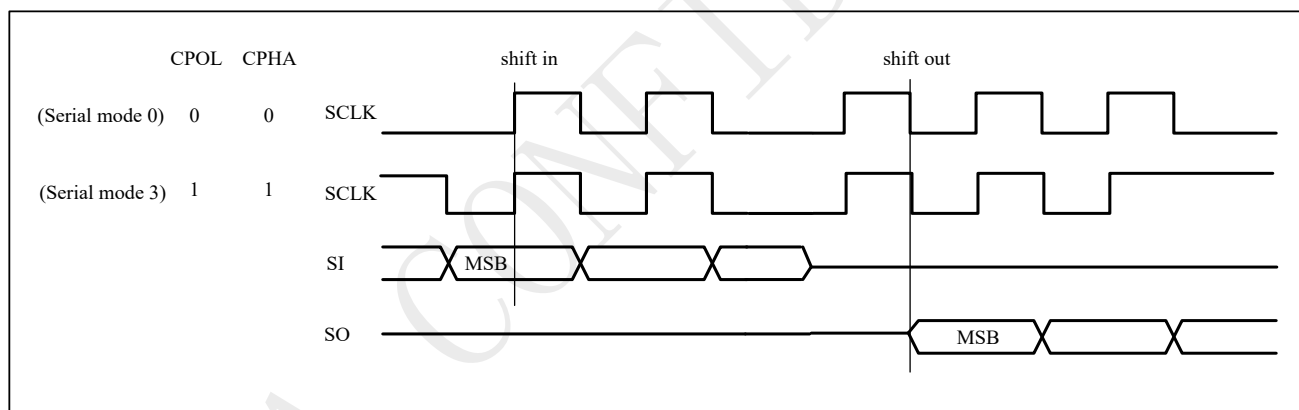 CPOL CPHA shift in shift out
(Serial mode 0) 0 0 SCLK
(Serial mode 3) 1 1 SCLK
SI MSB
SO MSB
CONF
A